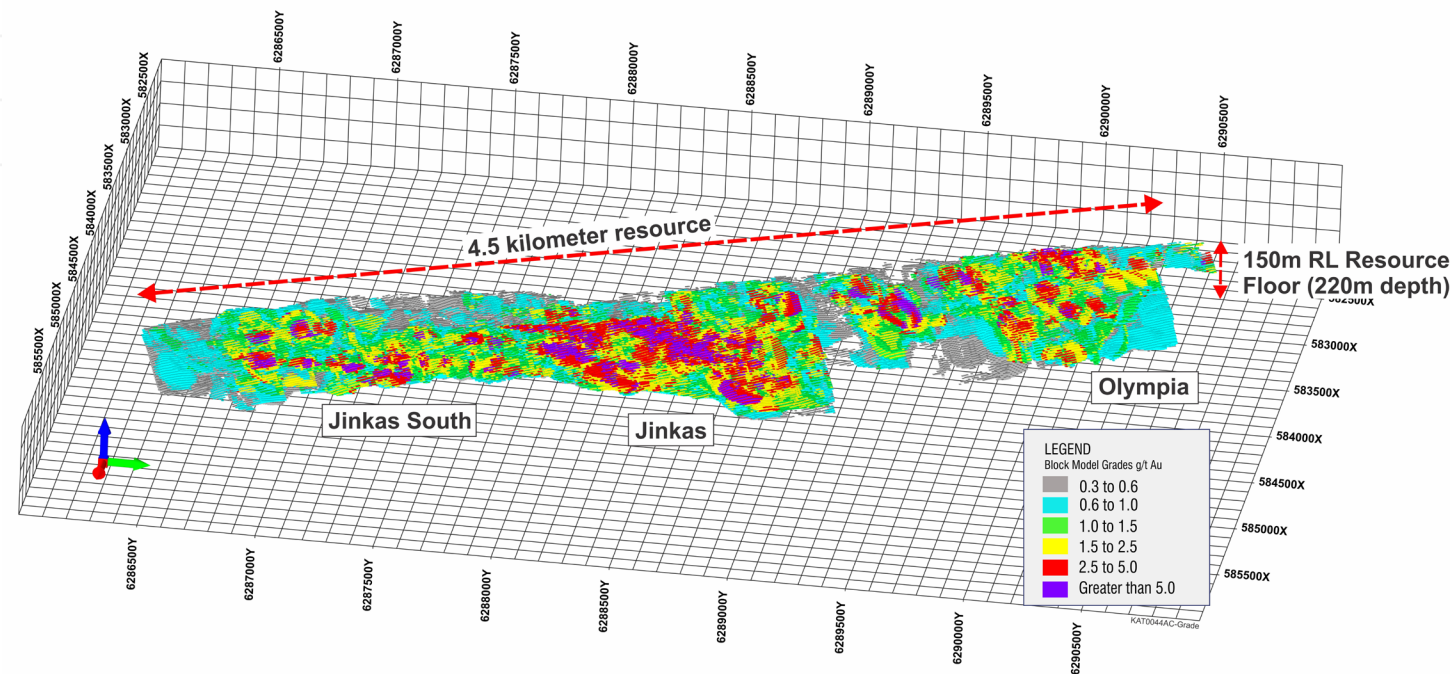 6286500Y
6287000Y
6287500Y
6288000Y
6288500Y
6289000Y
6289500Y
6290000Y
6290500Y
582500X
583000X
583500X
584000X
584500X
585000X
585500X
4.5 kilometer resource
150m RL Resource
Floor (220m depth)
582500X
583000X
583500X
584000X
584500X
585000X
585500X
Olympia
Jinkas South
Jinkas
LEGEND
Block Model Grades g/t Au
0.3 to 0.6
0.6 to 1.0
1.0 to 1.5
1.5 to 2.5
2.5 to 5.0
Greater than 5.0
KAT0044AC-Grade
6286500Y
6287000Y
6287500Y
6288000Y
6288500Y
6289000Y
6289500Y
6290000Y
6290500Y